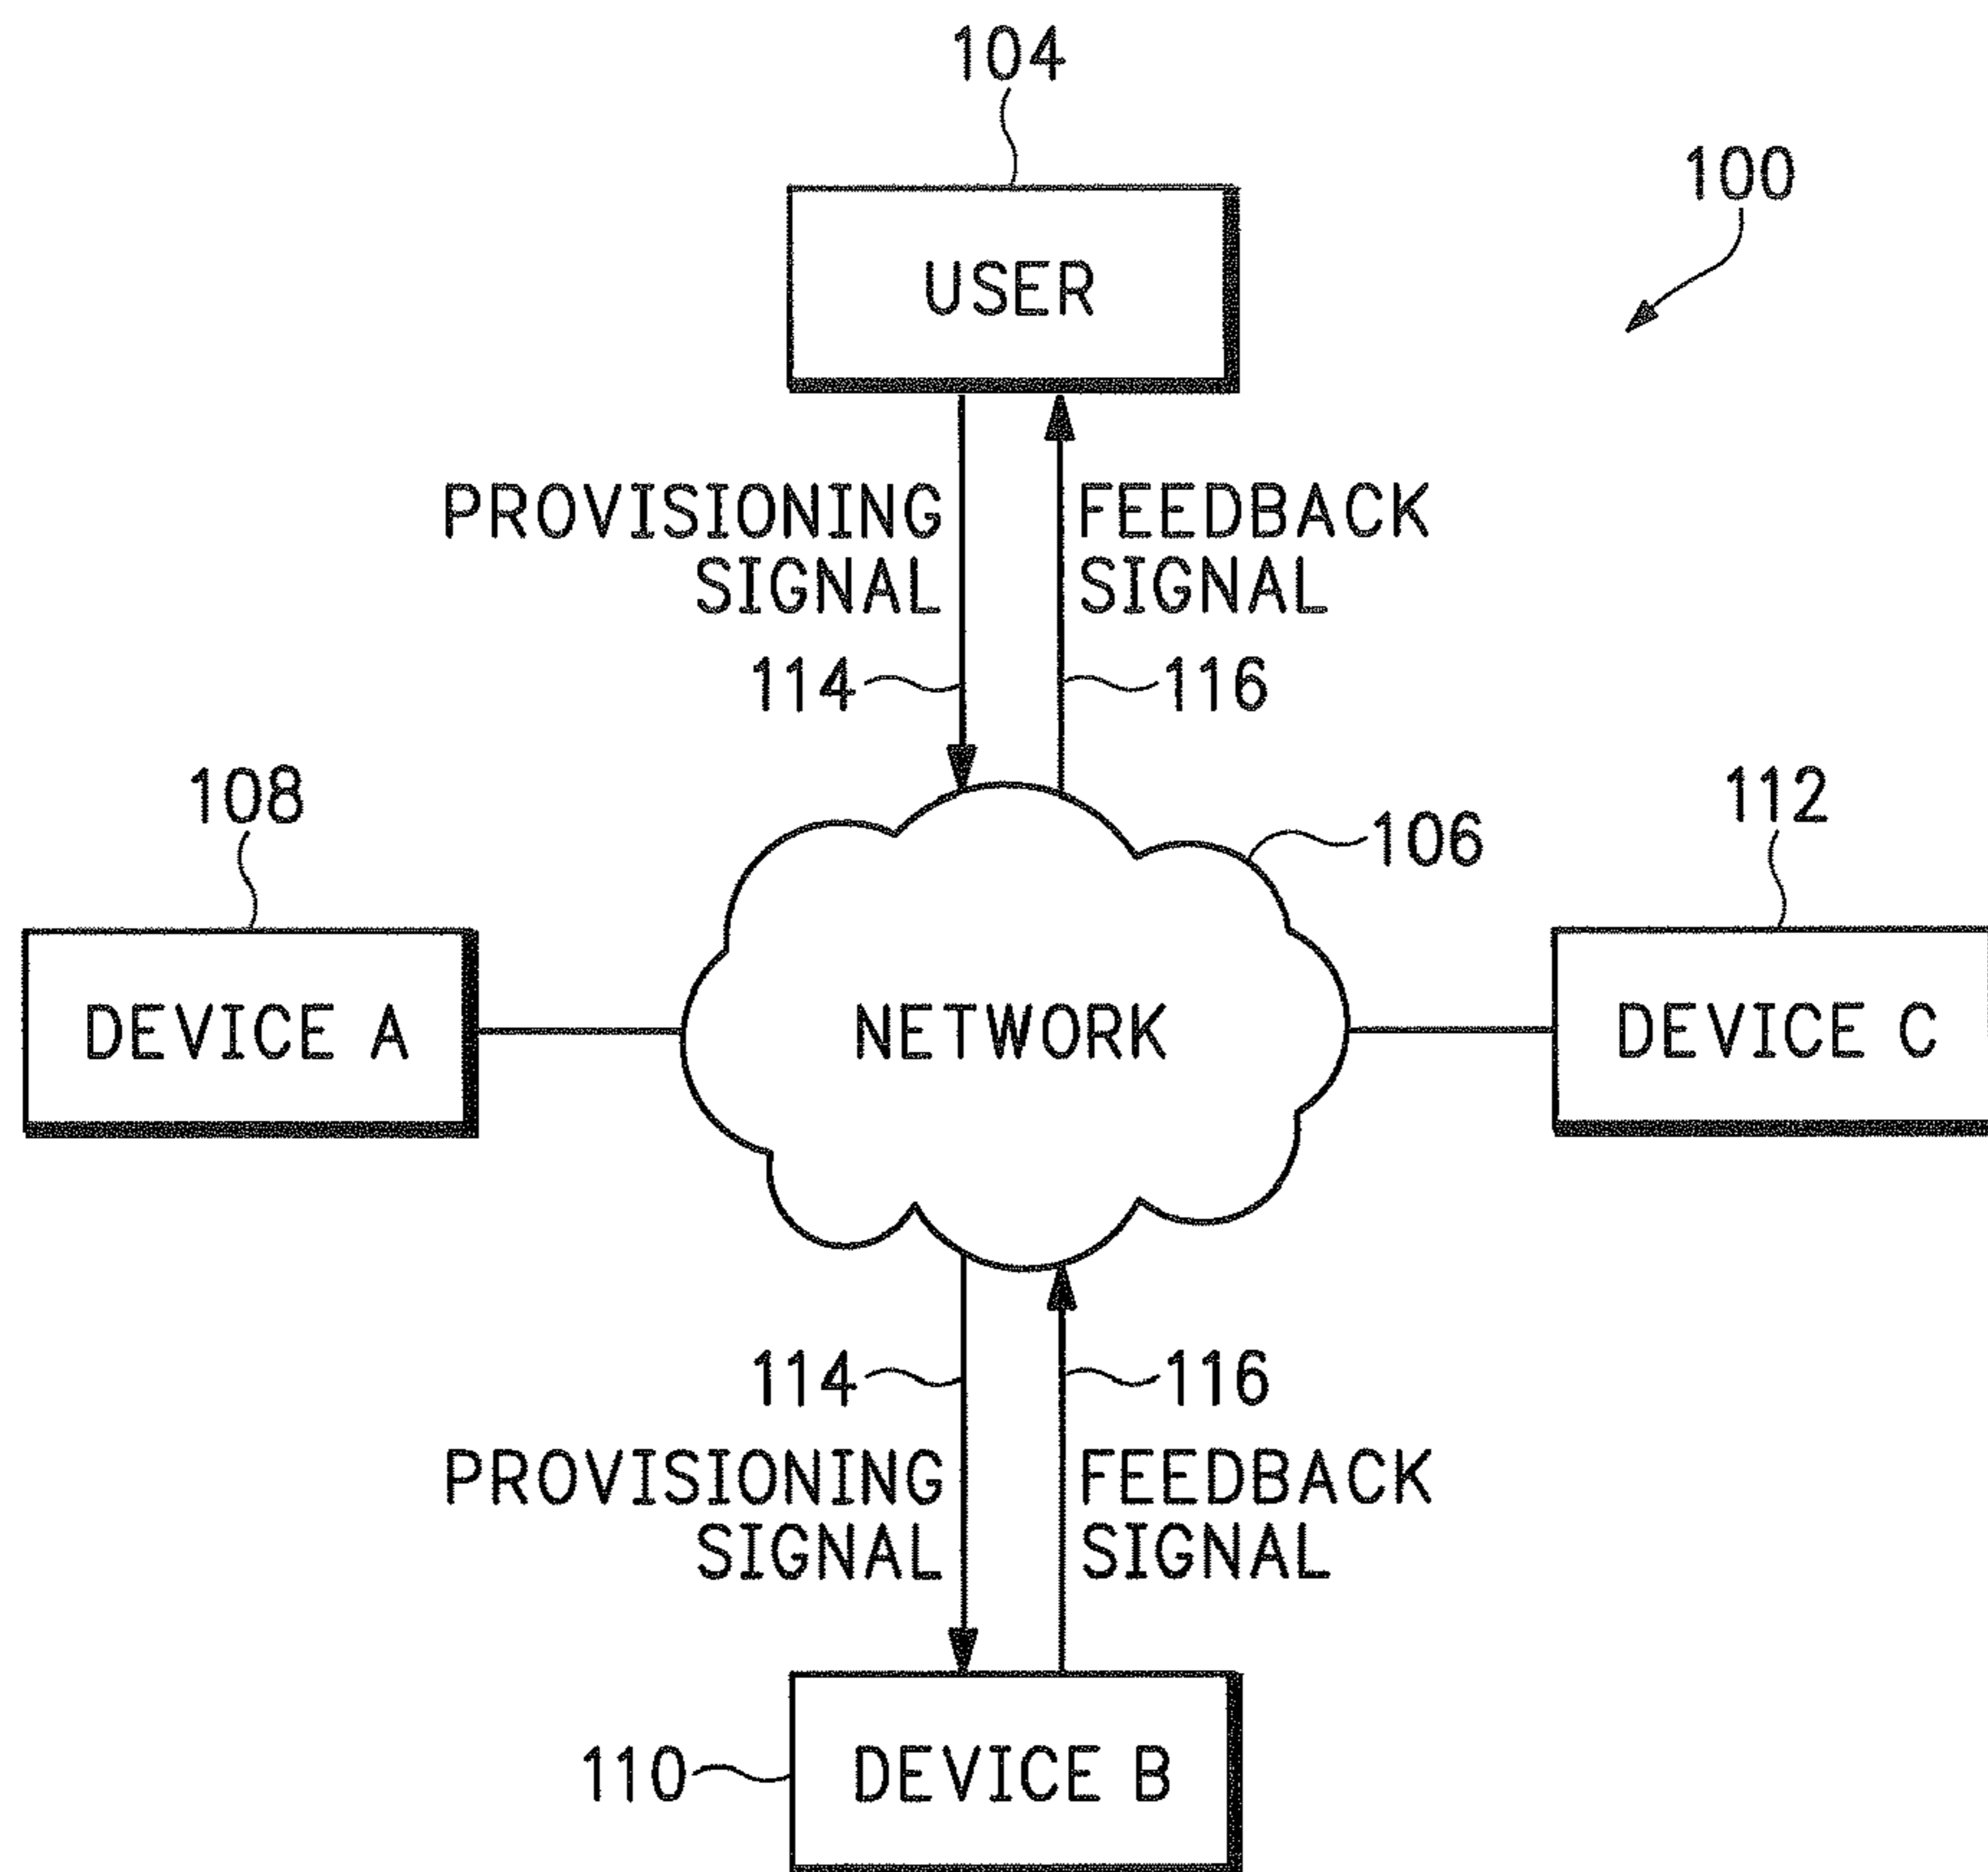 104
100
USER
PROVISIONING FEEDBACK
SIGNAL SIGNAL
114 116
108
106
112
DEVICE A
NETWORK
DEVICE C
114 116
PROVISIONING FEEDBACK
SIGNAL SIGNAL
110
DEVICE B